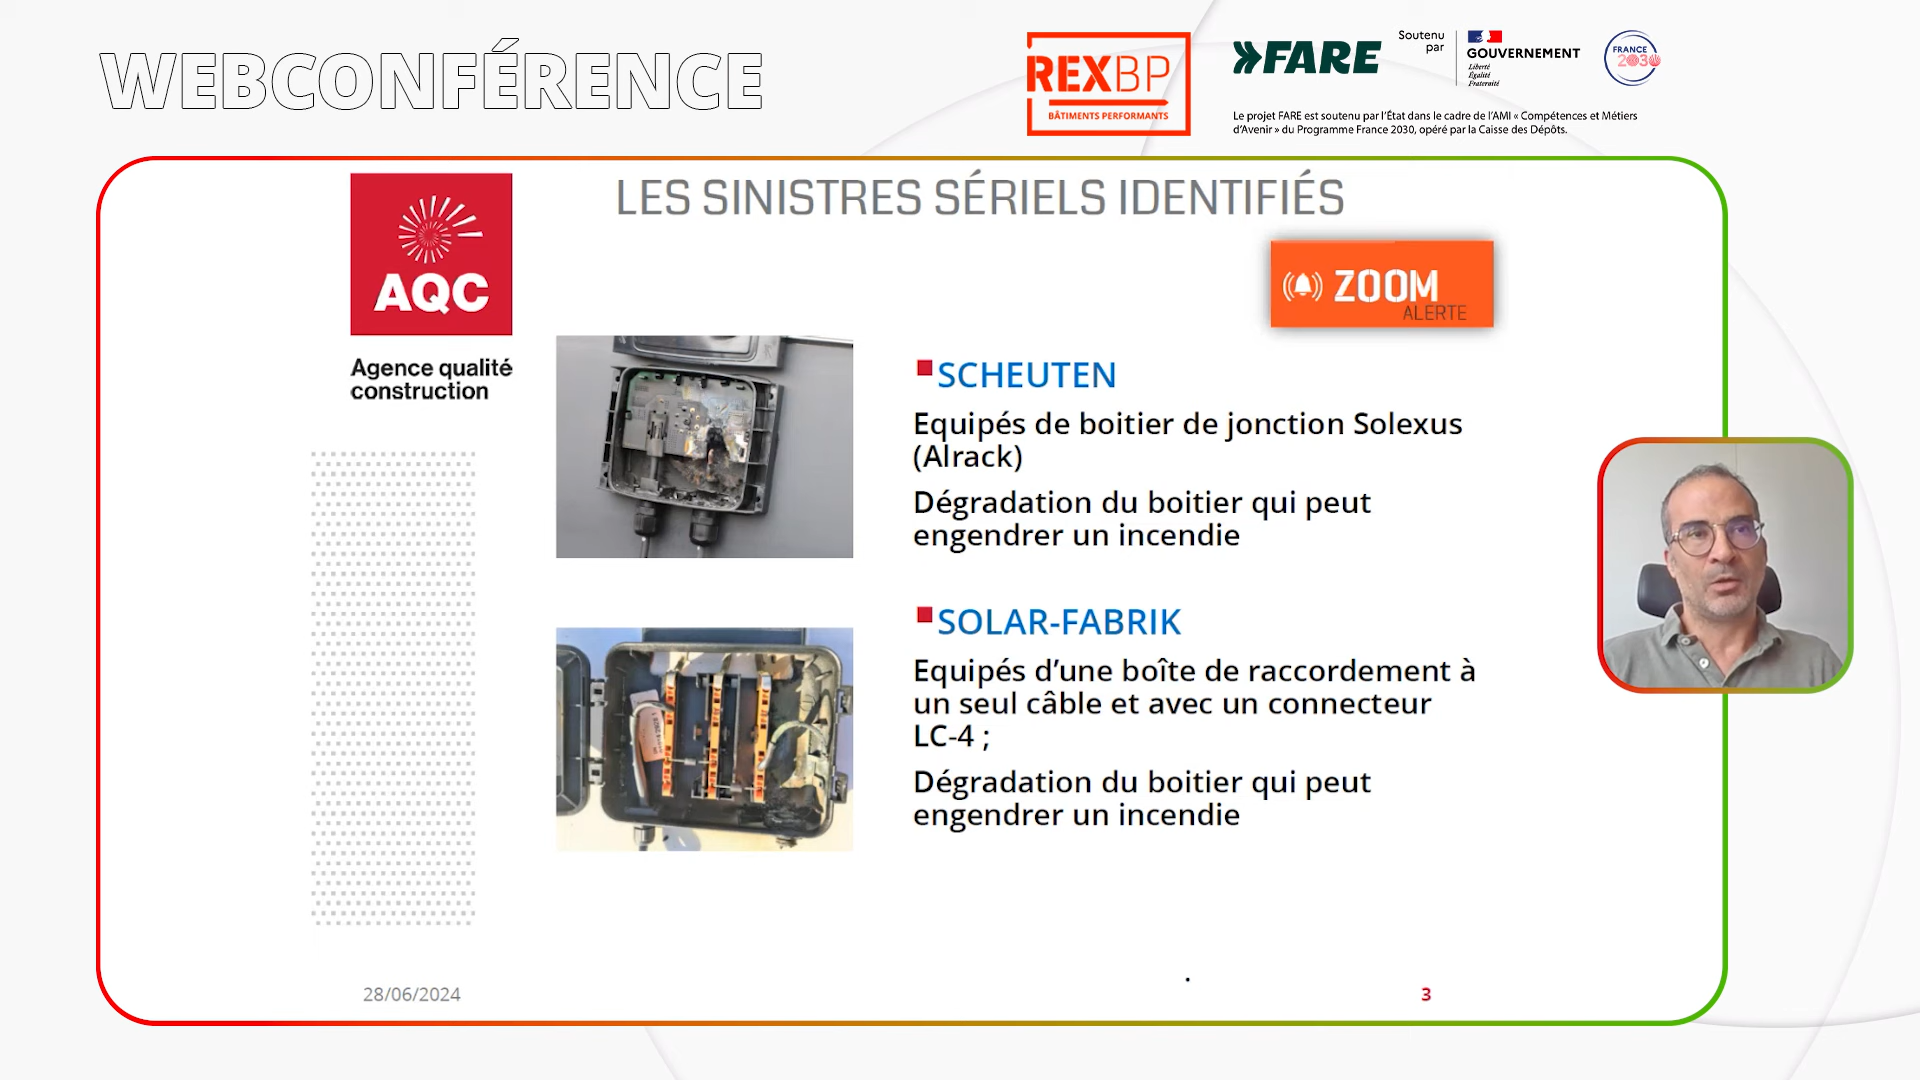 WEBCONFÉRENCE
REXBP
BÂTIMENTS PERFORMANTS
FARE
Soutenu
par
GOUVERNEMENT
Liberté
Égalité
Fraternité
FRANCE
2030
Le projet FARE est soutenu par l'État dans le cadre de l'AMI « Compétences et Métiers
d'Avenir » du Programme France 2030, opéré par la Caisse des Dépôts.
AQC
Agence qualité
construction
LES SINISTRES SÉRIELS IDENTIFIÉS
ZOOM
ALERTE
SCHEUTEN
Equipés de boitier de jonction Solexus
(Alrack)
Dégradation du boitier qui peut
engendrer un incendie
SOLAR-FABRIK
Equipés d’une boîte de raccordement à
un seul câble et avec un connecteur
LC-4 ;
Dégradation du boitier qui peut
engendrer un incendie
28/06/2024
.
3